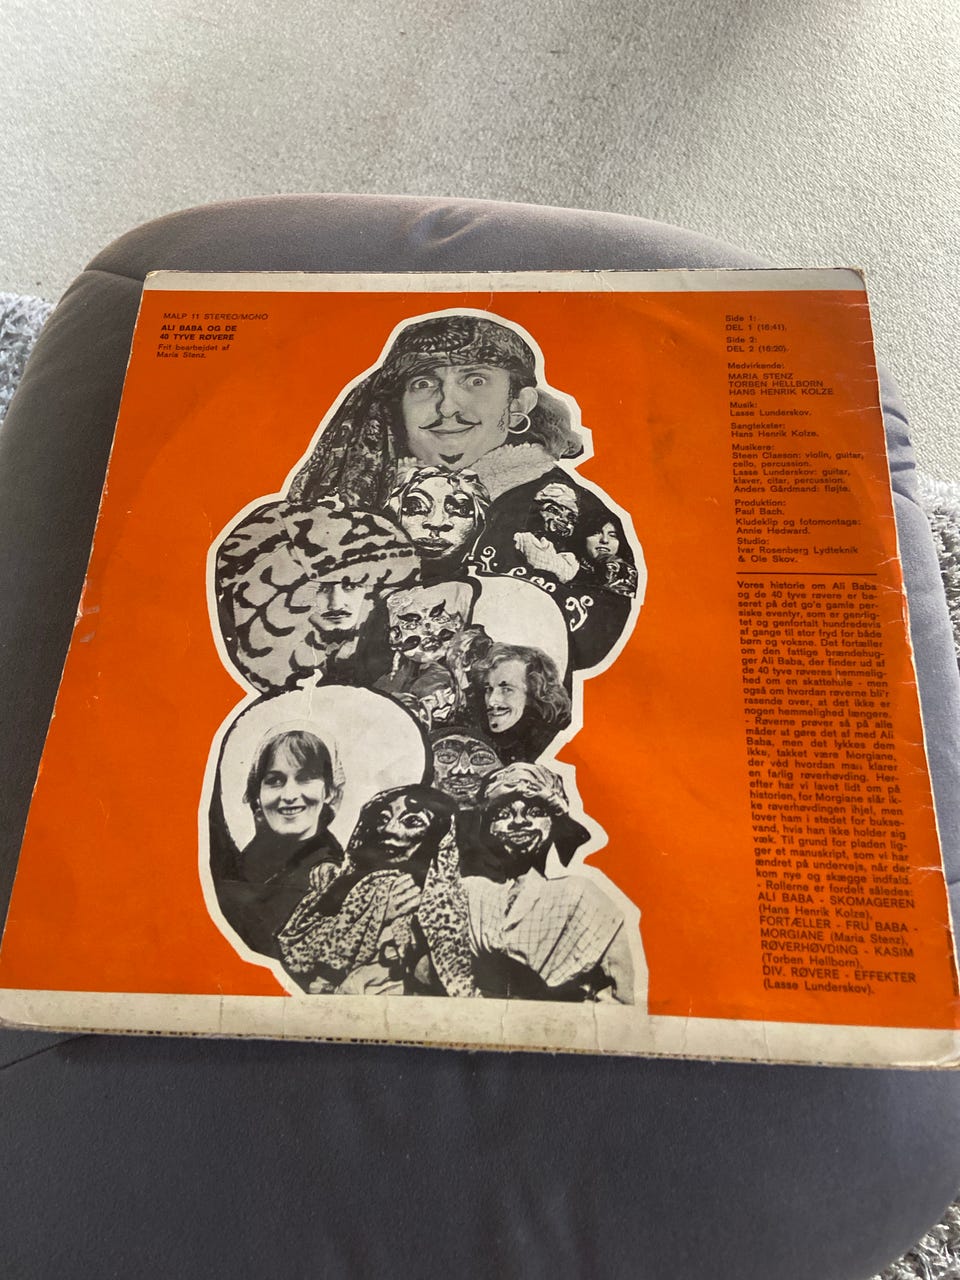 MALP 11 STEREO/MONO
ALI BABA OG DE
40 TYVE RØVERE
Frit bearbejdet af
Maria Stenz.
Side 1:
DEL 1 (16:41).
Side 2:
DEL 2 (16:20).
Medvirkende:
MARIA STENZ
TORBEN HELLBORN
HANS HENRIK KOLZE
Musik:
Lasse Lunderskov.
Sangtekster:
Hans Henrik Kolze.
Musikere:
Steen Claeson: violin, guitar,
cello, percussion.
Lasse Lunderskov: guitar,
klaver, citar, percussion.
Anders Gårdmand: fløjte.
Produktion:
Paul Bach.
Kludeklip og fotomontage:
Annie Hedward.
Studio:
Ivar Rosenberg Lydteknik
& Ole Skov.
Vores historie om Ali Baba
og de 40 tyve røvere er ba-
seret på det go'e gamle per-
siske eventyr, som er gendig-
tet og genfortalt hundredevis
af gange til stor fryd for både
børn og voksne. Det fortæller
om den fattige brændehug-
ger Ali Baba, der finder ud af
de 40 tyve røveres hemmelig-
hed om en skattehule - men
også om hvordan røverne bli'r
rasende over, at det ikke er
nogen hemmelighed længere.
- Røverne prøver så på alle
måder at gøre det af med Ali
Baba, men det lykkes dem
ikke, takket være Morgiane,
der véd hvordan man klarer
en farlig røverhøvding. Her-
efter har vi lavet lidt om på
historien, for Morgiane slår ik-
ke røverhøvdingen ihjel, men
lover ham i stedet for bukse-
vand, hvis han ikke holder sig
væk. Til grund for pladen lig-
ger et manuskript, som vi har
ændret på undervejs, når der
kom nye og skægge indfald.
- Rollerne er fordelt således:
ALI BABA - SKOMAGEREN
(Hans Henrik Kolze),
FORTÆLLER - FRU BABA -
MORGIANE (Maria Stenz),
RØVERHØVDING - KASIM
(Torben Hellborn),
DIV. RØVERE - EFFEKTER
(Lasse Lunderskov).